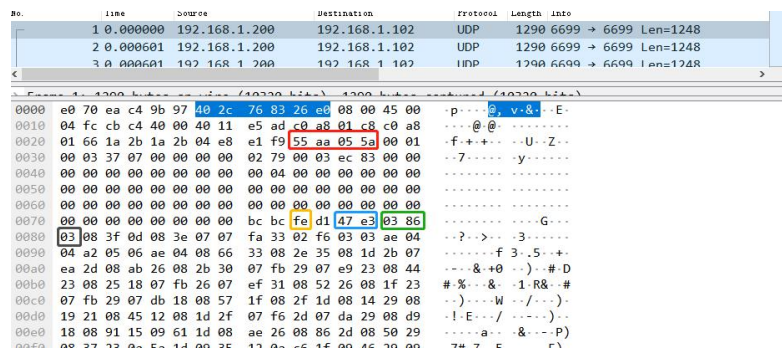 No. Time Source Destination Protocol Length Info
1 0.000000 192.168.1.200 192.168.1.102 UDP 1290 6699 → 6699 Len=1248
2 0.000601 192.168.1.200 192.168.1.102 UDP 1290 6699 → 6699 Len=1248
3 0.000601 192.168.1.200 192.168.1.102 UDP 1290 6699 → 6699 Len=1248
0000 e0 70 ea c4 9b 97 40 2c 76 83 26 e0 08 00 45 00 ·p····@, v·&···E·
0010 04 fc cb c4 40 00 40 11 e5 ad c0 a8 01 c8 c0 a8
0020 01 66 1a 2b 1a 2b 04 e8 e1 f9 55 aa 05 5a 00 01
0030 00 03 37 07 00 00 00 00 02 79 00 03 ec 83 00 00
0040 00 00 00 00 00 00 00 00 00 04 00 00 00 00 00 00
0050 00 00 00 00 00 00 00 00 00 00 00 00 00 00 00 00
0060 00 00 00 00 00 00 00 00 00 00 00 00 00 00 00 00
0070 00 00 00 00 00 00 00 00 bc bc fe d1 47 e3 03 86
0080 03 08 3f 0d 08 3e 07 07 fa 33 02 f6 03 03 ae 04
0090 04 a2 05 06 ae 04 08 66 33 08 2e 35 08 1d 2b 07
00a0 ea 2d 08 ab 26 08 2b 30 07 fb 29 07 e9 23 08 44
00b0 23 08 25 18 07 fb 26 07 ef 31 08 52 26 08 1f 23
00c0 07 fb 29 07 db 18 08 57 1f 08 2f 1d 08 14 29 08
00d0 19 21 08 45 12 08 1d 2f 07 f6 2d 07 da 29 08 d9
00e0 18 08 91 15 09 61 1d 08 ae 26 08 86 2d 08 50 29